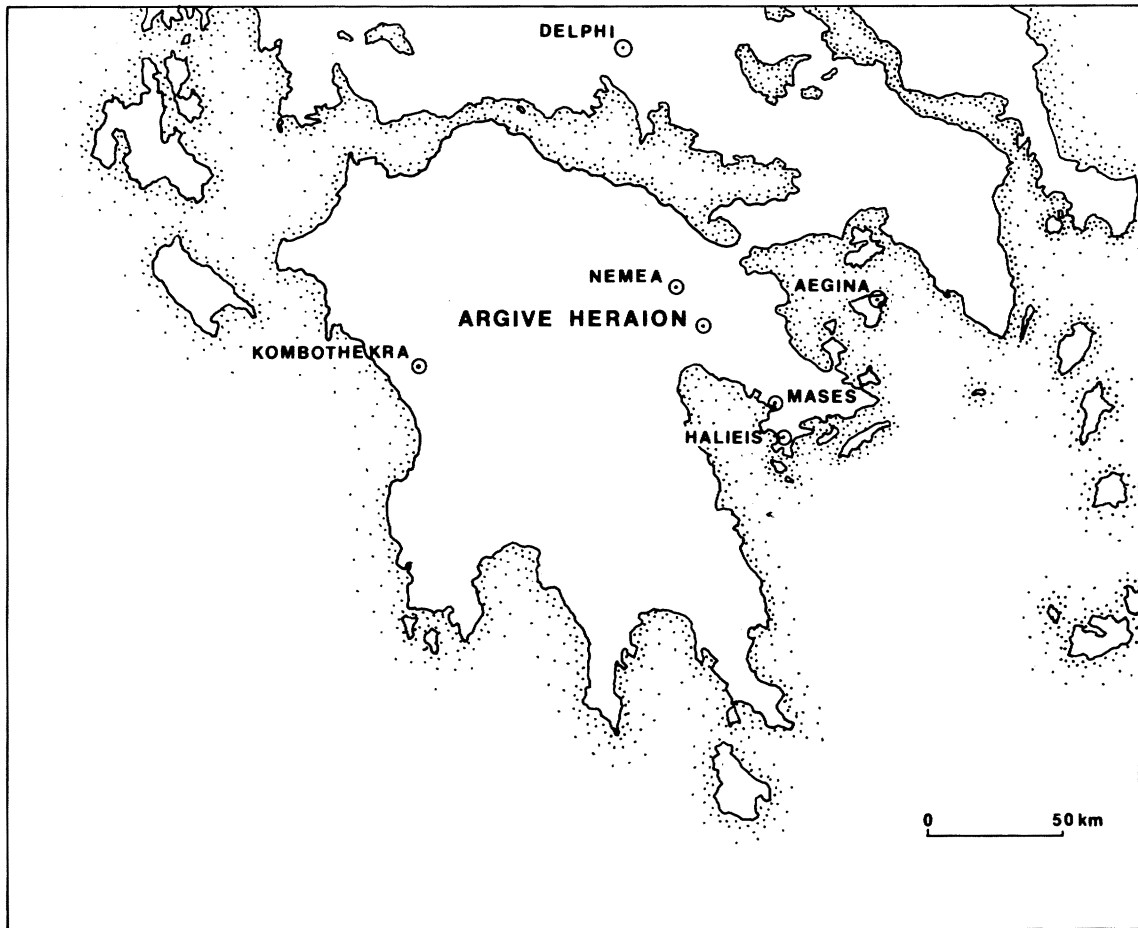 DELPHI
NEMEA
AEGINA
ARGIVE HERAION
KOMBOTHEKRA
MASES
HALIEIS
0 50 km